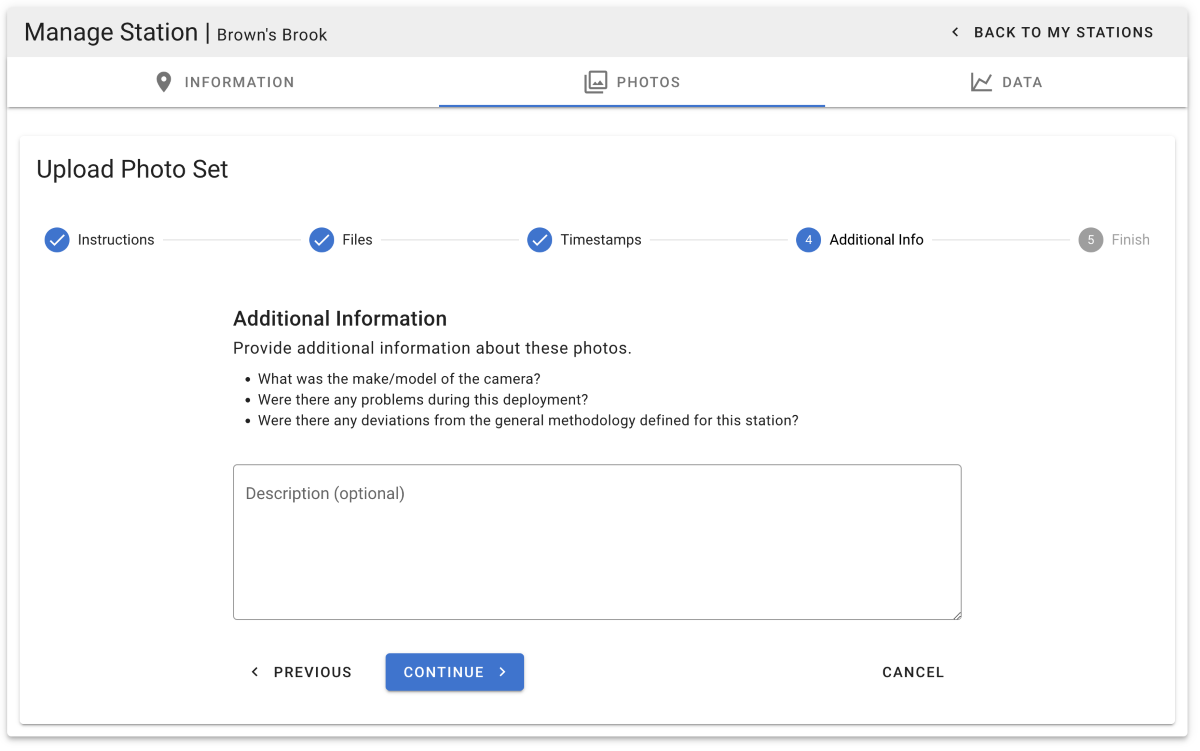 Manage Station | Brown's Brook
BACK TO MY STATIONS
INFORMATION
PHOTOS
DATA
Upload Photo Set
Instructions
Files
Timestamps
4 Additional Info
5 Finish
Additional Information
Provide additional information about these photos.
• What was the make/model of the camera?
• Were there any problems during this deployment?
• Were there any deviations from the general methodology defined for this station?
Description (optional)
PREVIOUS
CONTINUE
CANCEL